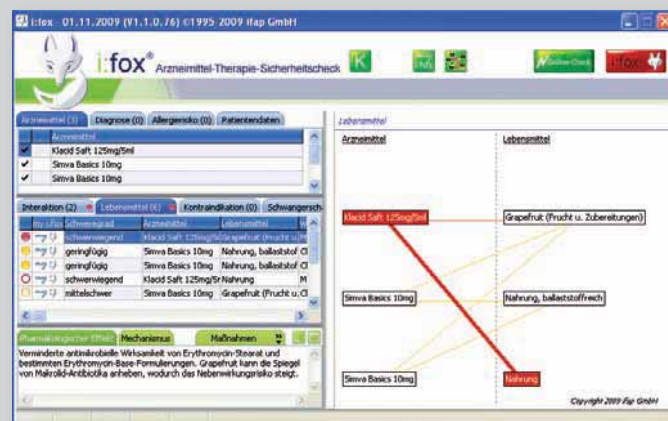 i:fox - 01.11.2009 (V1.1.0.76) ©1995-2009 ifap GmbH
i:fox® Arzneimittel-Therapie-Sicherheitscheck
K
i:fox
Arzneimittel (3) Diagnose (0) Allergierisiko (0) Patientendaten
Arzneimittel
Klacid Saft 125mg/5ml
Simva Basics 10mg
Simva Basics 10mg
Interaktion (2) Lebensmittel (6) Kontraindikation (0) Schwangersch
my i:fox Schweregrad Arzneimittel Lebensmittel
schwerwiegend Klacid Saft 125mg/5 Grapefruit (Frucht u.
geringfügig Simva Basics 10mg Nahrung, ballaststof
geringfügig Simva Basics 10mg Nahrung, ballaststof
schwerwiegend Klacid Saft 125mg/5 Nahrung
mittelschwer Simva Basics 10mg Grapefruit (Frucht u.
Pharmakologischer Effekt Mechanismus Maßnahmen
Verminderte antimikrobielle Wirksamkeit von Erythromycin-Stearat und
bestimmten Erythromycin-Base-Formulierungen. Grapefruit kann die Spiegel
von Makrolid-Antibiotika anheben, wodurch das Nebenwirkungsrisiko steigt.
Lebensmittel
Arzneimittel Lebensmittel
Klacid Saft 125mg/5ml Grapefruit (Frucht u. Zubereitungen)
Simva Basics 10mg Nahrung, ballaststoffreich
Simva Basics 10mg Nahrung
Copyright 2009 ifap GmbH